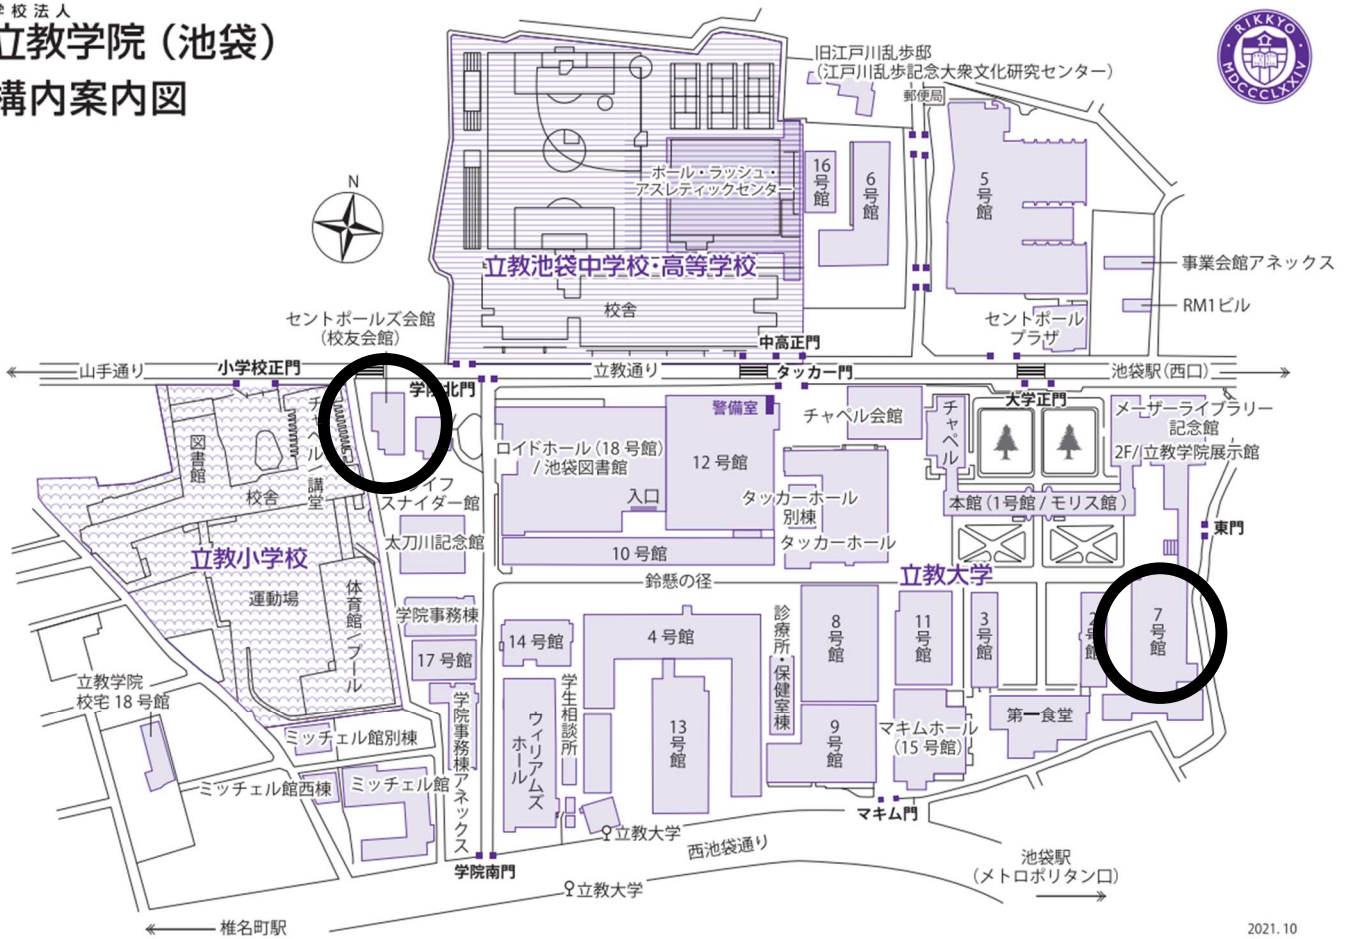 学校法人
立教学院（池袋）
構内案内図
RIKKYO
MDCCCLXXIV
N
旧江戸川乱歩邸
（江戸川乱歩記念大衆文化研究センター）
郵便局
ポール・ラッシュ・
アスレティックセンター
16号館
6号館
5号館
立教池袋中学校・高等学校
校舎
事業会館アネックス
RM1ビル
セントポール
プラザ
セントポールズ会館
（校友会館）
中高正門
山手通り
小学校正門
立教通り
タッカー門
池袋駅（西口）
学院北門
大学正門
警備室
チャペル会館
チャペル
メーザーライブラリー
記念館
2F/立教学院展示館
図書館
校舎
チャペル／講堂
ロイドホール（18号館）
/池袋図書館
入口
12号館
タッカーホール
別棟
タッカーホール
本館（1号館/モリス館）
東門
ライフ
スナイダー館
太刀川記念館
10号館
立教小学校
運動場
体育館／プール
鈴懸の径
立教大学
学院事務棟
17号館
14号館
4号館
診療所・保健室棟
8号館
11号館
3号館
2号館
7号館
立教学院
校宅18号館
学院事務棟アネックス
ウィリアムズホール
学生相談所
13号館
9号館
マキムホール
（15号館）
第一食堂
ミッチェル館別棟
ミッチェル館西棟
ミッチェル館
マキム門
立教大学
西池袋通り
学院南門
立教大学
池袋駅
（メトロポリタン口）
椎名町駅
2021.10